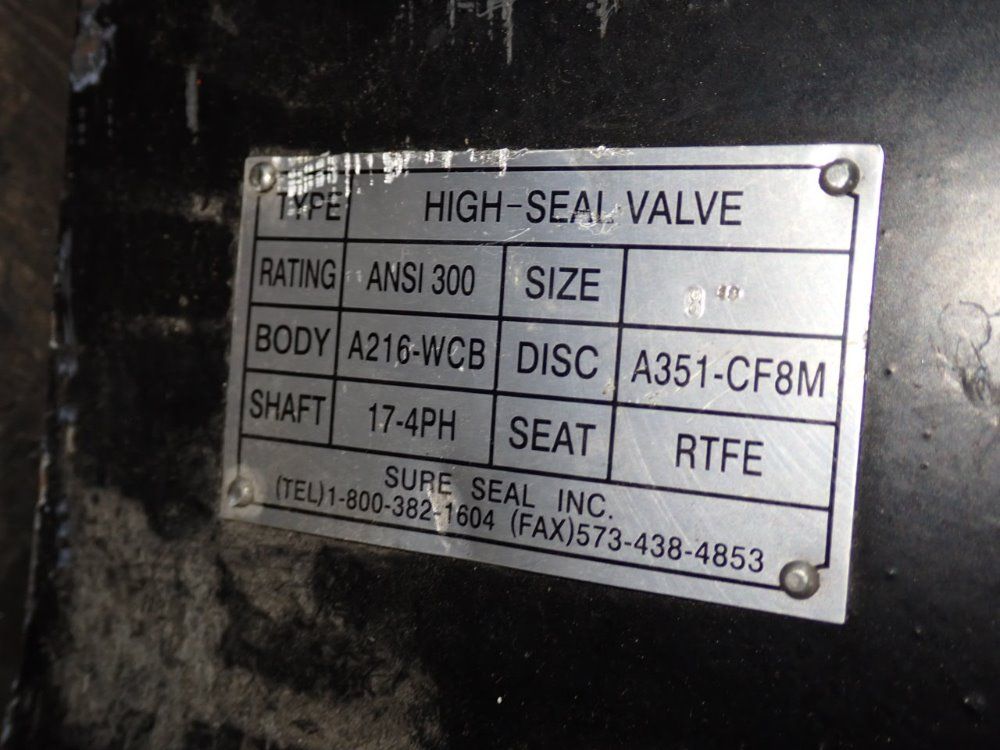 TYPE HIGH-SEAL VALVE
RATING ANSI 300 SIZE 8
BODY A216-WCB DISC A351-CF8M
SHAFT 17-4PH SEAT RTFE
SURE SEAL INC.
(TEL)1-800-382-1604 (FAX)573-438-4853